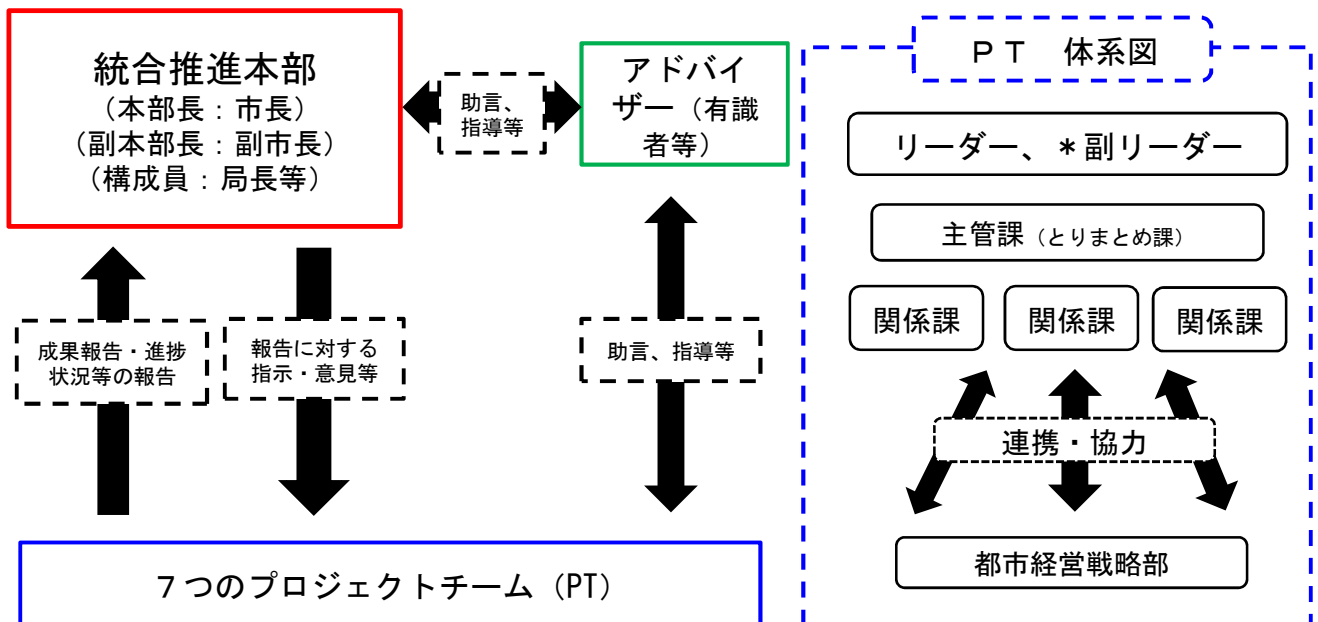 統合推進本部
（本部長：市長）
（副本部長：副市長）
（構成員：局長等）
助言、
指導等
アドバイ
ザー（有識
者等）
成果報告・進捗
状況等の報告
報告に対する
指示・意見等
助言、指導等
７つのプロジェクトチーム（PT）
ＰＴ　体系図
リーダー、＊副リーダー
主管課（とりまとめ課）
関係課
関係課
関係課
連携・協力
都市経営戦略部